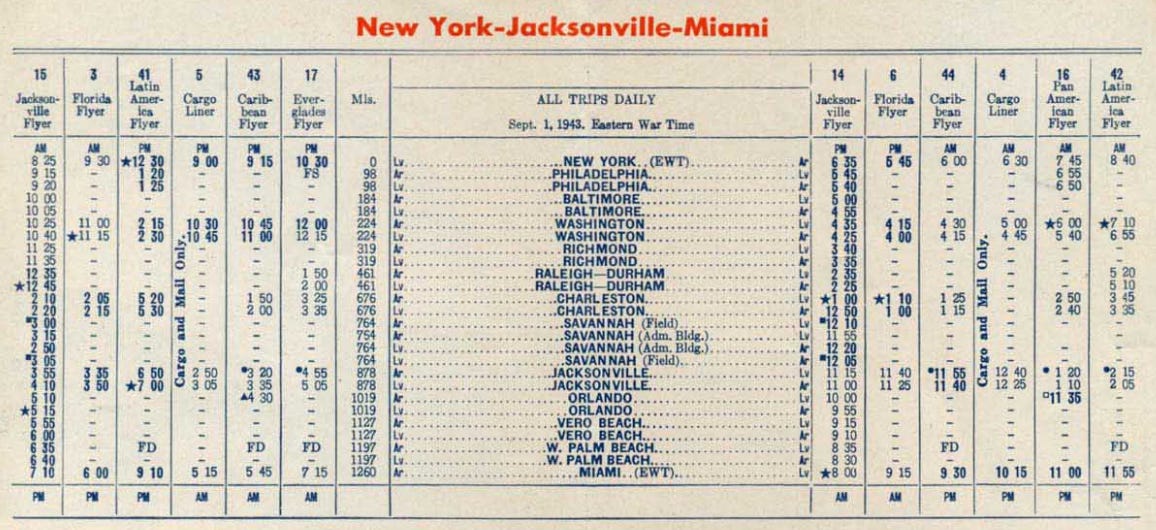 New York-Jacksonville-Miami
15 3 41 5 43 17 Mls. ALL TRIPS DAILY 14 6 44 4 16 42
Jackson- Florida Latin Cargo Carib- Ever- Sept. 1, 1943. Eastern War Time Jackson- Florida Carib- Cargo Pan Latin
ville Flyer Amer- Liner bean glades ville Flyer bean Liner Amer- Amer-
Flyer ica Flyer Flyer Flyer Flyer ican ica
Flyer Flyer Flyer
AM AM PM PM PM PM PM PM AM AM AM AM
8 25 9 30 ★12 30 9 00 9 15 10 30 0 Lv NEW YORK (EWT) Ar 6 35 5 45 6 00 6 30 7 45 8 40
9 15 – 1 20 – – FS 98 Ar PHILADELPHIA Lv 5 45 – – – 6 55 –
9 20 – 1 25 – – – 98 Lv PHILADELPHIA Ar 5 40 – – – 6 50 –
10 00 – – – – – 184 Ar BALTIMORE Lv 5 00 – – – – –
10 05 – – – – – 184 Lv BALTIMORE Ar 4 55 – – – – –
10 25 11 00 2 15 10 30 10 45 12 00 224 Ar WASHINGTON Lv 4 35 4 15 4 30 5 00 ★6 00 ★7 10
10 40 ★11 15 2 30 10 45 11 00 12 15 224 Lv WASHINGTON Ar 4 25 4 00 4 15 4 45 5 40 6 55
11 25 – – – – – 319 Ar RICHMOND Lv 3 40 – – – – –
11 35 – – – – – 319 Lv RICHMOND Ar 3 35 – – – – –
12 35 – – – – 1 50 461 Ar RALEIGH—DURHAM Lv 2 35 – – – – 5 20
★12 45 – – – – 2 00 461 Lv RALEIGH—DURHAM Ar 2 25 – – – – 5 10
2 10 2 05 5 20 – 1 50 3 25 676 Ar CHARLESTON Lv ★1 00 ★1 10 1 25 – 2 50 3 45
2 20 2 15 5 30 – 2 00 3 35 676 Lv CHARLESTON Ar 12 50 1 00 1 15 – 2 40 3 35
■3 00 – – – – – 764 Ar SAVANNAH (Field) Lv ■12 10 – – – – –
3 15 – – – – – 754 Ar SAVANNAH (Adm. Bldg.) Lv 11 55 – – – – –
2 50 – – – – – 764 Lv SAVANNAH (Adm. Bldg.) Ar 12 20 – – – – –
■3 05 – – – – – 764 Lv SAVANNAH (Field) Ar ■12 05 – – – – –
3 55 3 35 6 50 2 50 ●3 20 ●4 55 878 Ar JACKSONVILLE Lv 11 15 11 40 ●11 55 12 40 ● 1 20 ●2 15
4 10 3 50 ★7 00 3 05 3 35 5 05 878 Lv JACKSONVILLE Ar 11 00 11 25 11 40 12 25 1 10 2 05
5 10 – – – ▲4 30 – 1019 Ar ORLANDO Lv 10 00 – – – □11 35 –
★5 15 – – – – – 1019 Lv ORLANDO Ar 9 55 – – – – –
5 55 – – – – – 1127 Ar VERO BEACH Lv 9 15 – – – – –
6 00 – – – – – 1127 Lv VERO BEACH Ar 9 10 – – – – –
6 35 – FD – FD FD 1197 Ar W. PALM BEACH Lv 8 35 – FD – – FD
6 40 – – – – – 1197 Lv W. PALM BEACH Ar 8 30 – – – – –
7 10 6 00 9 10 5 15 5 45 7 15 1260 Ar MIAMI (EWT) Lv ★8 00 9 15 9 30 10 15 11 00 11 55
PM PM PM AM AM AM AM AM PM PM PM PM
Cargo and Mail Only.
Cargo and Mail Only.